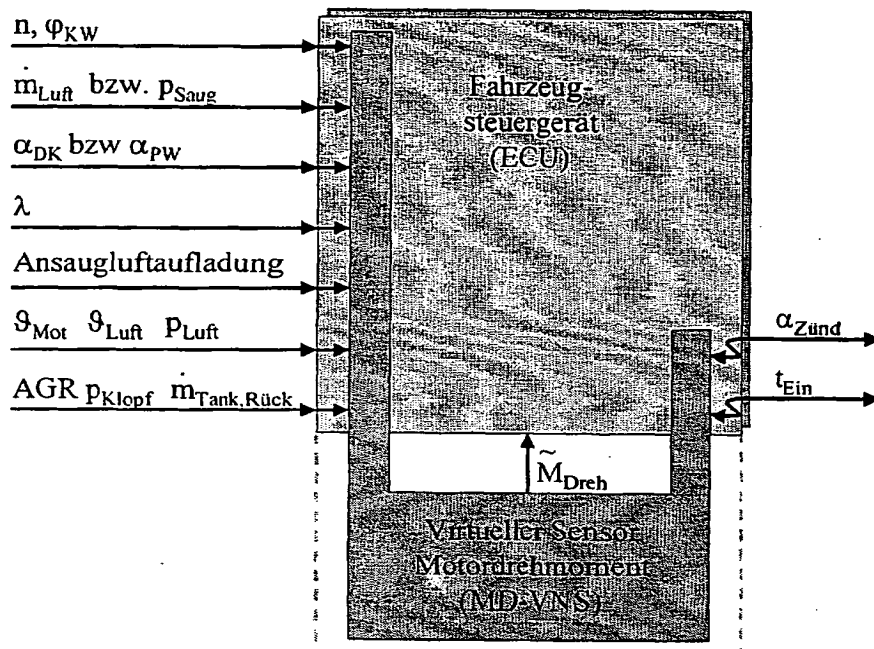 n, φKW
ṁLuft bzw. pSaug
αDK bzw αPW
λ
Ansaugluftaufladung
ϑMot ϑLuft pLuft
AGR pKlopf ṁTank,Rück
Fahrzeug-
steuergerät
(ECU)
αZünd
tEin
M̃Dreh
Virtueller Sensor
Motordrehmoment
(MD-VNS)